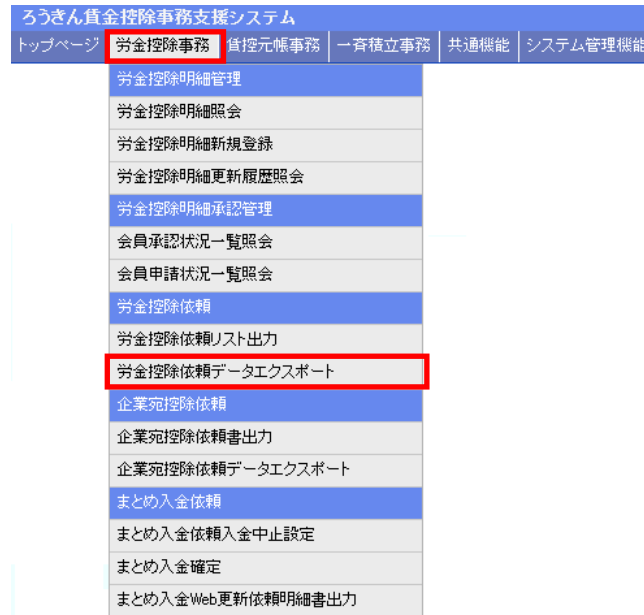 ろうきん賃金控除事務支援システム
トップページ 労金控除事務 賃控元帳事務 一斉積立事務 共通機能 システム管理機能
労金控除明細管理
労金控除明細照会
労金控除明細新規登録
労金控除明細更新履歴照会
労金控除明細承認管理
会員承認状況一覧照会
会員申請状況一覧照会
労金控除依頼
労金控除依頼リスト出力
労金控除依頼データエクスポート
企業宛控除依頼
企業宛控除依頼書出力
企業宛控除依頼データエクスポート
まとめ入金依頼
まとめ入金依頼入金中止設定
まとめ入金確定
まとめ入金Web更新依頼明細書出力